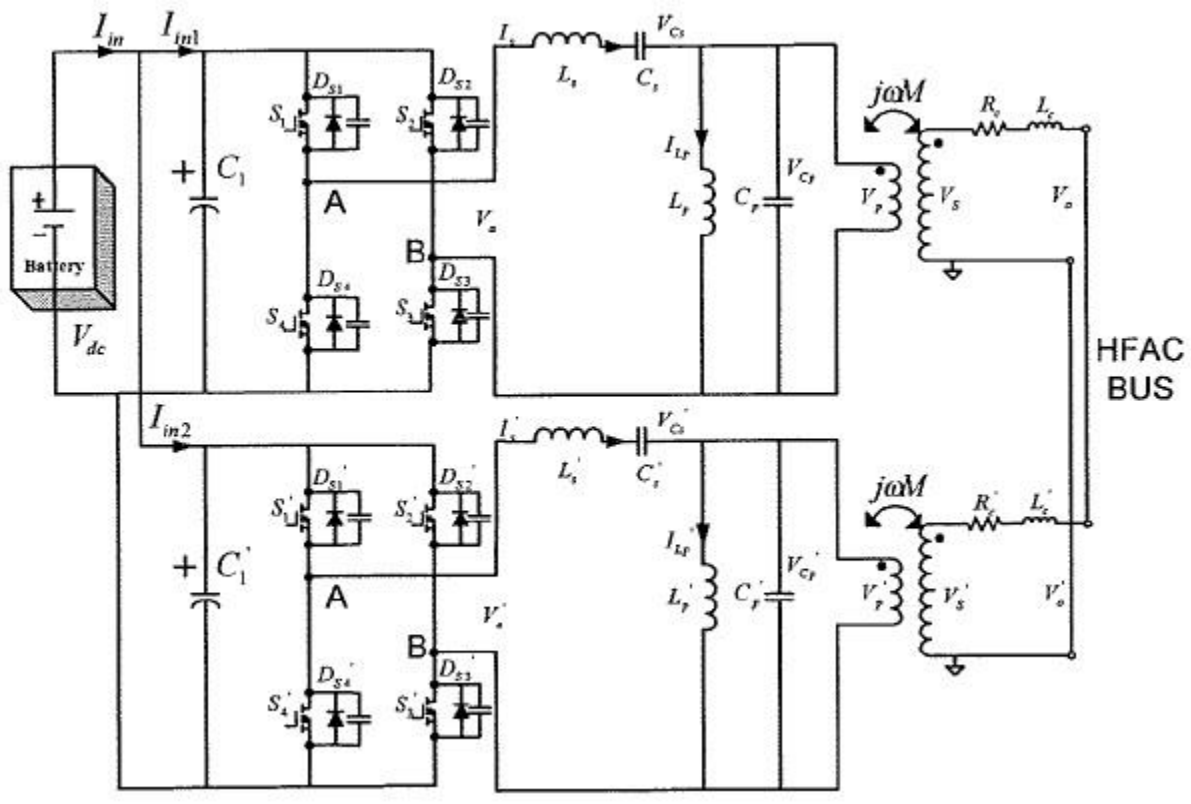 I_in I_in1
I_s L_s C_s V_Cs
D_S1 D_S2
S_1 S_2
+ C_1
A
V_a
B
D_S4 D_S3
S_4 S_3
+
-
Battery
V_dc
I_Lp
L_p
C_p V_Cp
V_p V_S
jωM
R_c L_c
V_o
HFAC
BUS
I_in2
I_s' L_s' C_s' V_Cs'
D_S1' D_S2'
S_1' S_2'
+ C_1'
A
V_a'
B
D_S4' D_S3'
S_4' S_3'
I_Lp'
L_p'
C_p' V_Cp'
V_p' V_S'
jωM
R_c' L_c'
V_o'